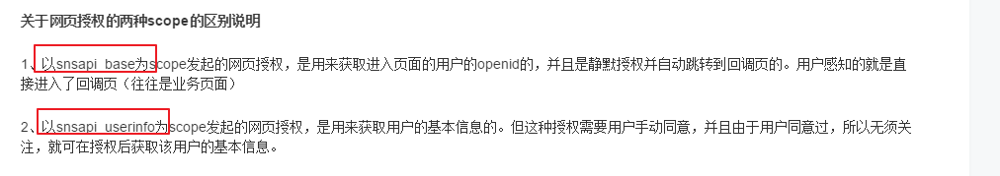 关于网页授权的两种scope的区别说明
1、以snsapi_base为scope发起的网页授权，是用来获取进入页面的用户的openid的，并且是静默授权并自动跳转到回调页的。用户感知的就是直
接进入了回调页（往往是业务页面）
2、以snsapi_userinfo为scope发起的网页授权，是用来获取用户的基本信息的。但这种授权需要用户手动同意，并且由于用户同意过，所以无须关
注，就可在授权后获取该用户的基本信息。